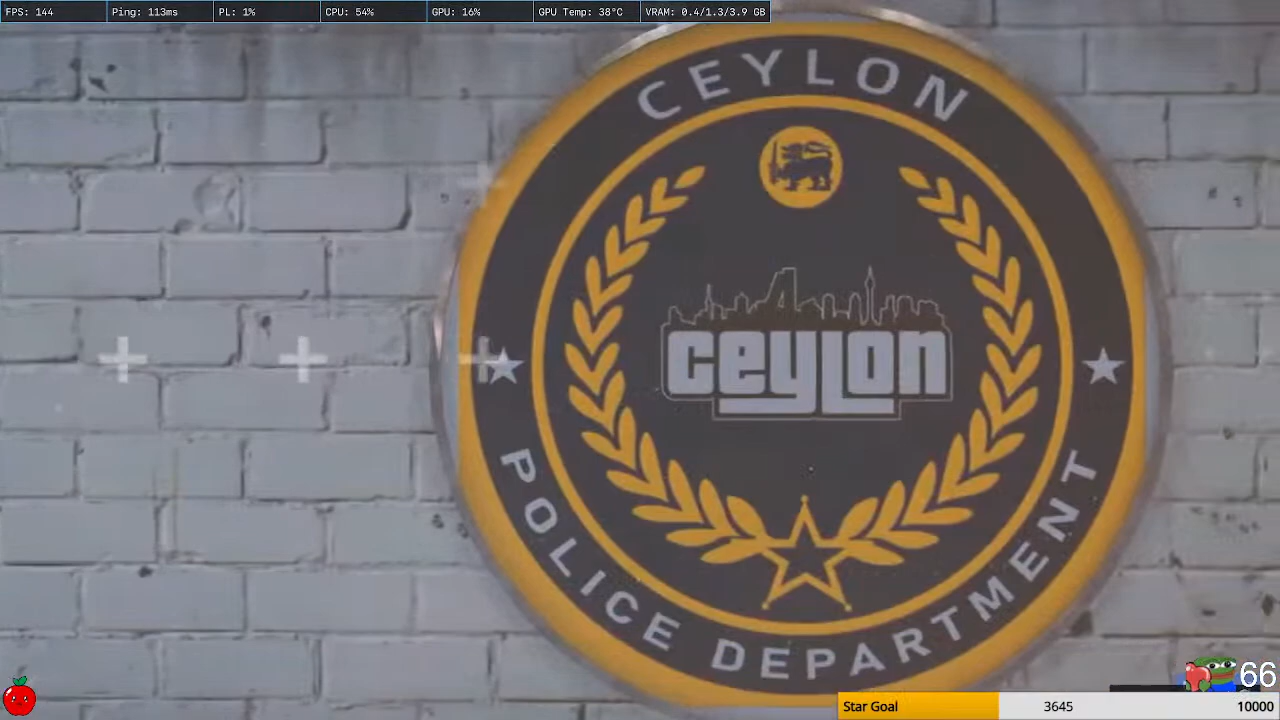 FPS: 144 Ping: 113ms PL: 1% CPU: 54% GPU: 16% GPU Temp: 38°C VRAM: 0.4/1.3/3.9 GB
CEYLON
ceylon
POLICE DEPARTMENT
66
Star Goal 3645 10000